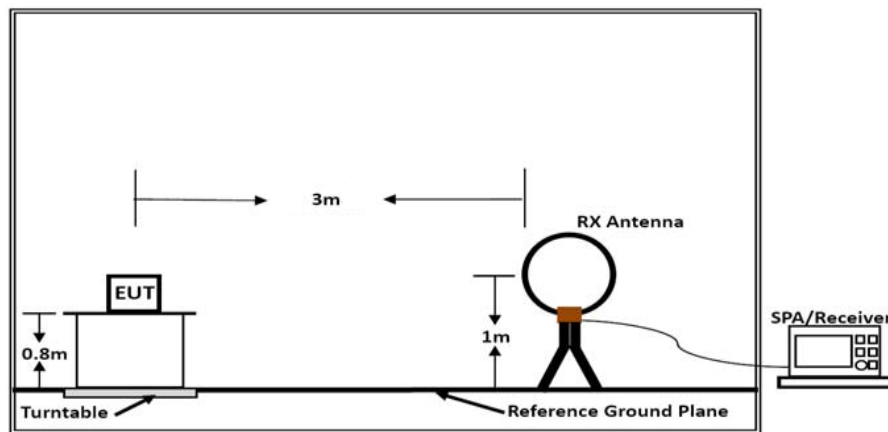 3m
RX Antenna
EUT
SPA/Receiver
0.8m
1m
Turntable
Reference Ground Plane